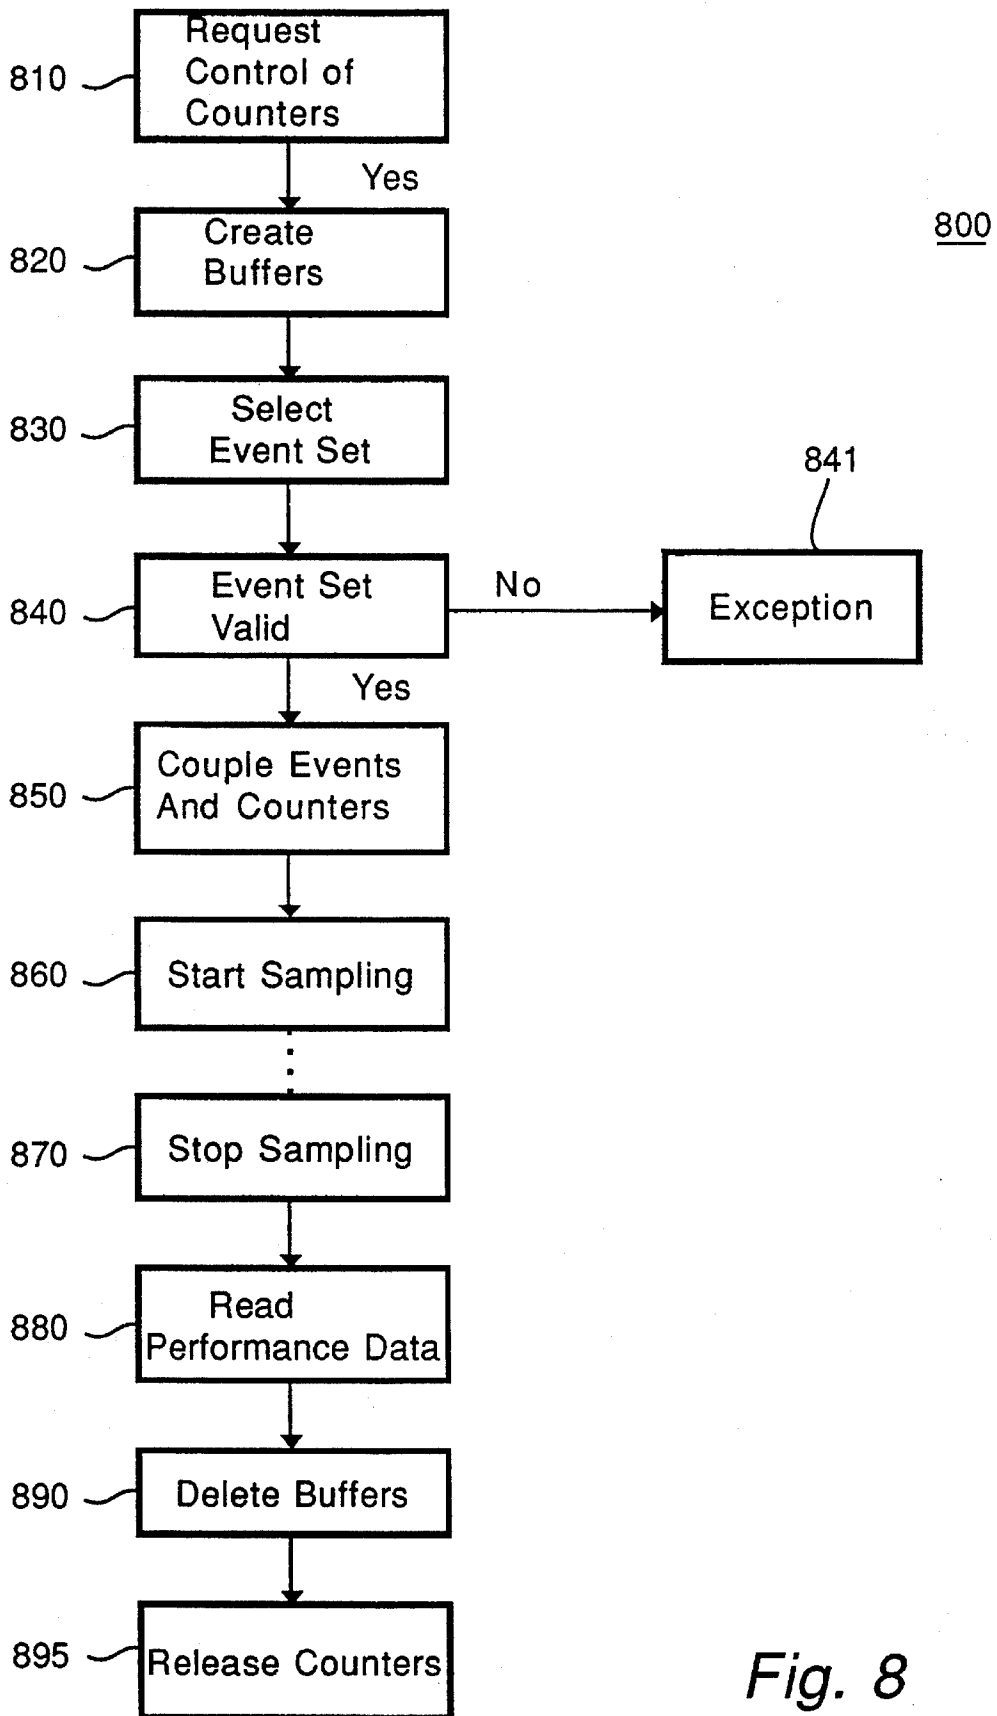 810
Request
Control of
Counters
Yes
800
820
Create
Buffers
830
Select
Event Set
841
840
Event Set
Valid
No
Exception
Yes
850
Couple Events
And Counters
860
Start Sampling
870
Stop Sampling
880
Read
Performance Data
890
Delete Buffers
895
Release Counters
Fig. 8